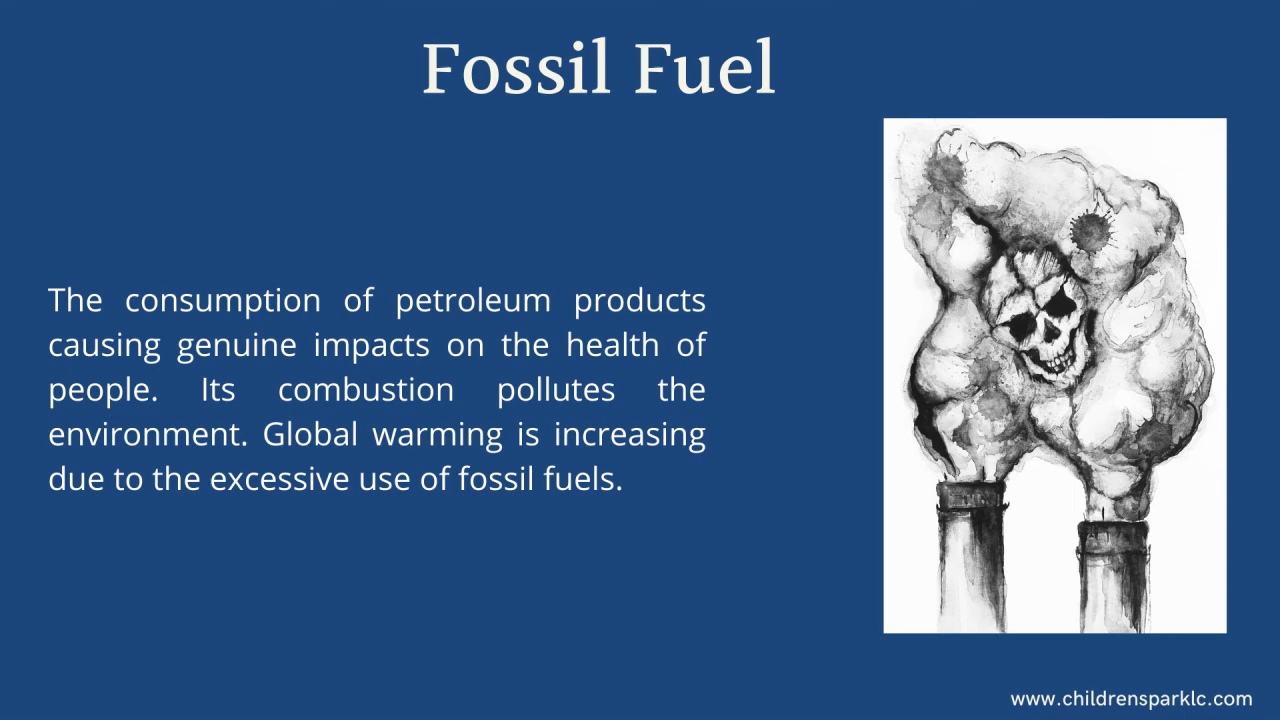 Fossil Fuel
The consumption of petroleum products
causing genuine impacts on the health of
people. Its combustion pollutes the
environment. Global warming is increasing
due to the excessive use of fossil fuels.
www.childrensparklc.com